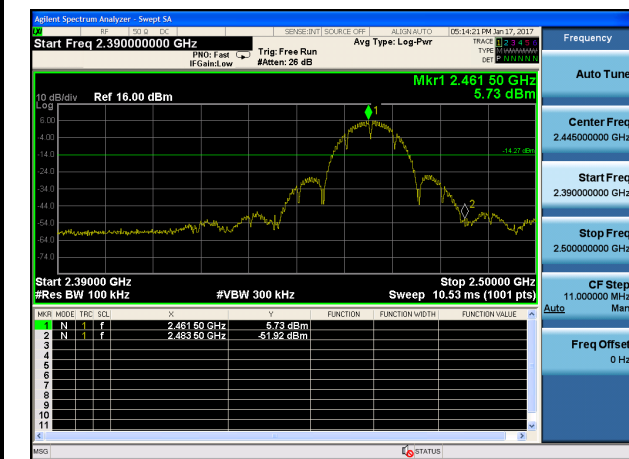 Agilent Spectrum Analyzer - Swept SA
RF 50 Ω DC SENSE:INT SOURCE OFF ALIGN AUTO 05:14:21 PM Jan 17, 2017
Start Freq 2.390000000 GHz
PNO: Fast
IFGain:Low
Trig: Free Run
#Atten: 26 dB
Avg Type: Log-Pwr
TRACE 1 2 3 4 5 6
TYPE
DET P N N N N N
Mkr1 2.461 50 GHz
5.73 dBm
10 dB/div Ref 16.00 dBm
Log
6.00
-4.00
-14.0
-24.0
-34.0
-44.0
-54.0
-64.0
-74.0
1
-14.27 dBm
2
Start 2.39000 GHz Stop 2.50000 GHz
#Res BW 100 kHz #VBW 300 kHz Sweep 10.53 ms (1001 pts)
MKR MODE TRC SCL X Y FUNCTION FUNCTION WIDTH FUNCTION VALUE
1 N 1 f 2.461 50 GHz 5.73 dBm
2 N 1 f 2.483 50 GHz -51.92 dBm
3
4
5
6
7
8
9
10
11
MSG STATUS
Frequency
Auto Tune
Center Freq
2.445000000 GHz
Start Freq
2.390000000 GHz
Stop Freq
2.500000000 GHz
CF Step
11.000000 MHz
Auto Man
Freq Offset
0 Hz